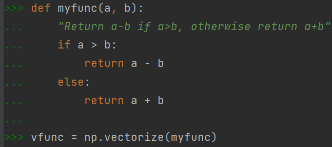 >>> def myfunc(a, b):
...     "Return a-b if a>b, otherwise return a+b"
...     if a > b:
...         return a - b
...     else:
...         return a + b
...
>>> vfunc = np.vectorize(myfunc)